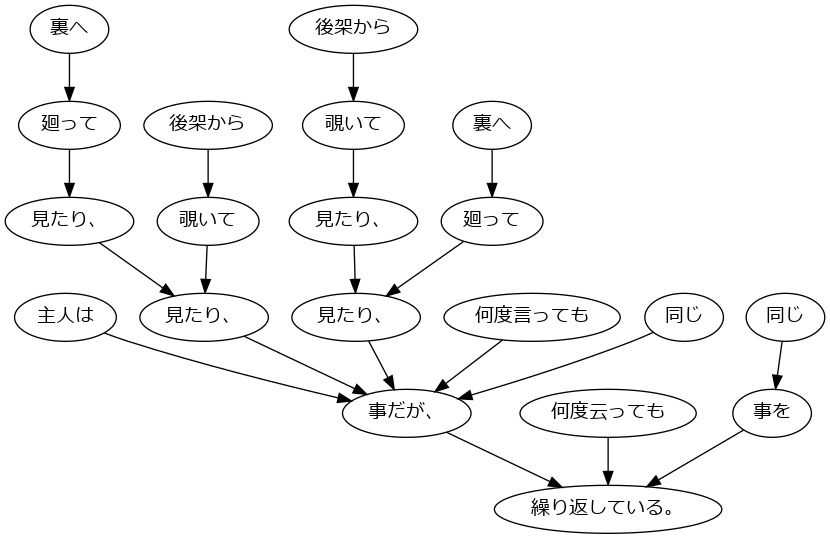 裏へ
後架から
廻って
後架から
覗いて
裏へ
見たり、
覗いて
見たり、
廻って
主人は
見たり、
見たり、
何度言っても
同じ
同じ
事だが、
何度云っても
事を
繰り返している。